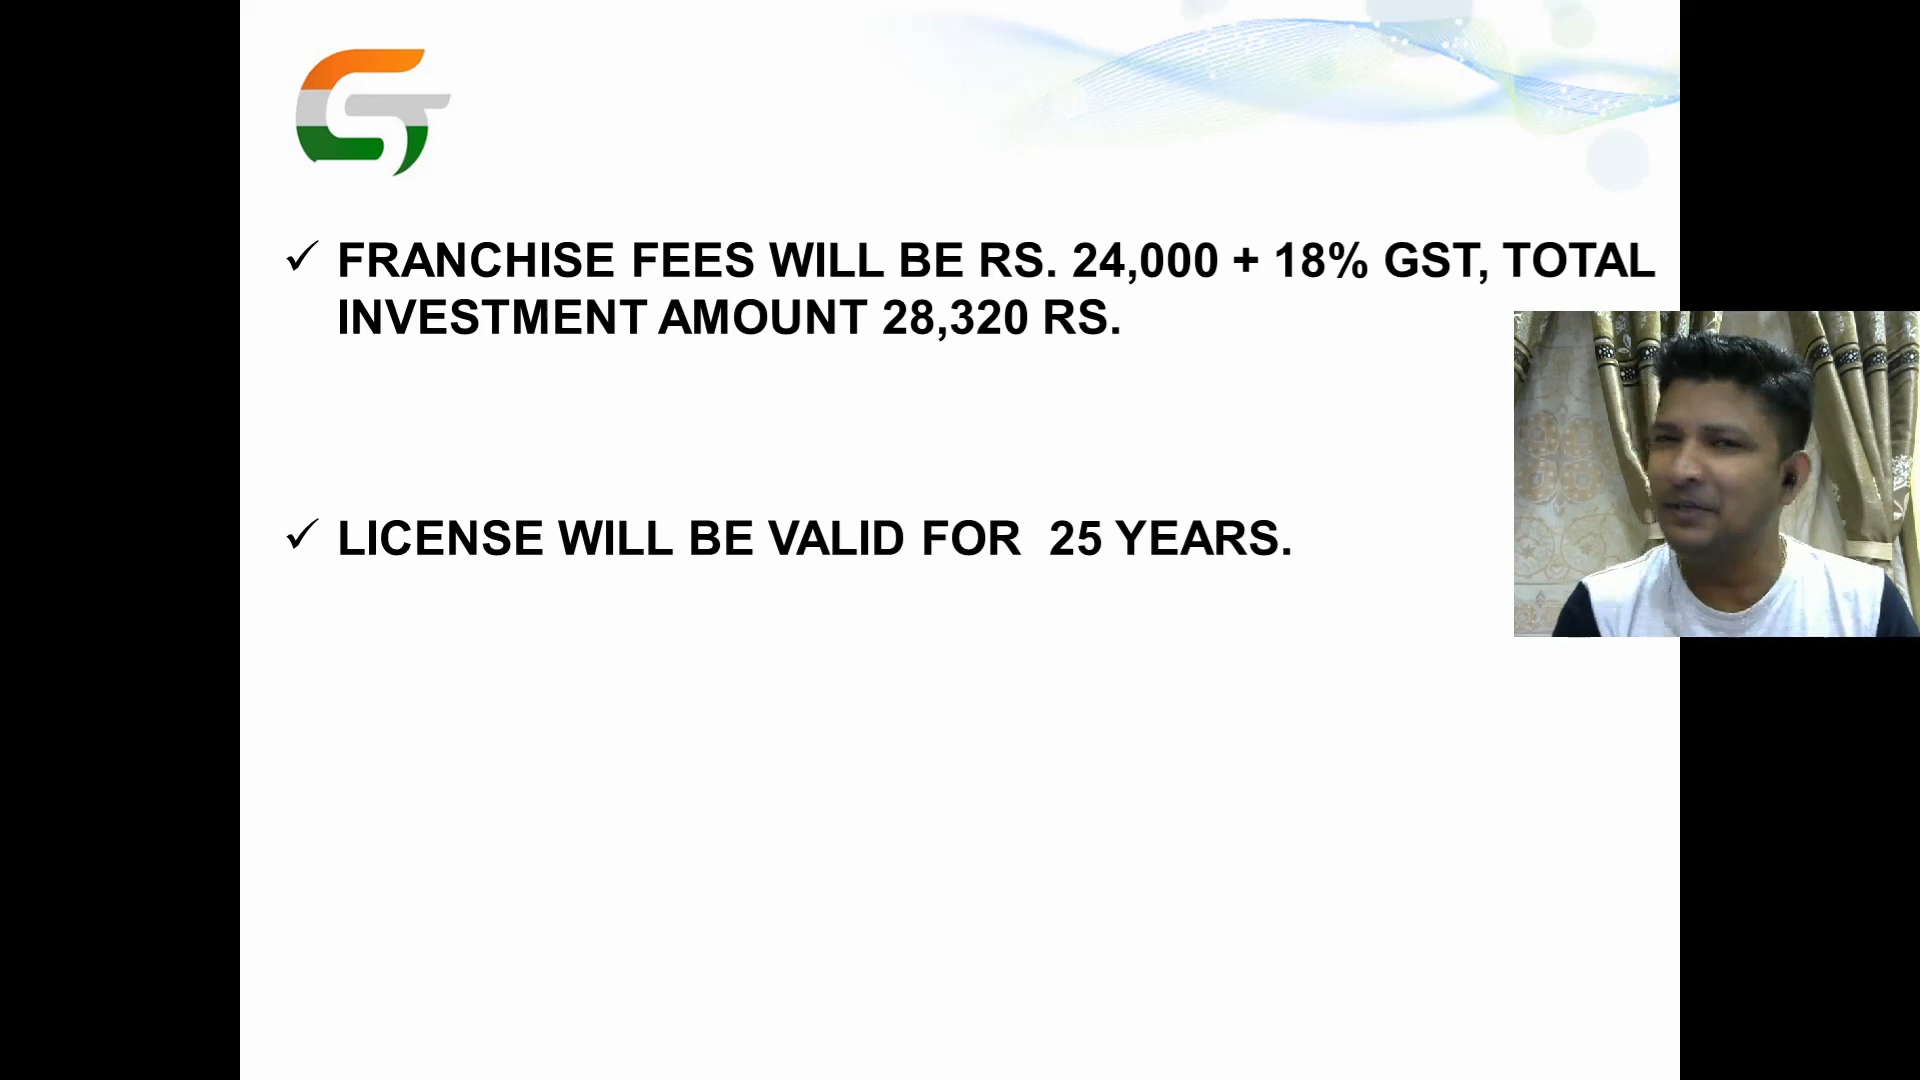 ✓ FRANCHISE FEES WILL BE RS. 24,000 + 18% GST, TOTAL
INVESTMENT AMOUNT 28,320 RS.
✓ LICENSE WILL BE VALID FOR  25 YEARS.